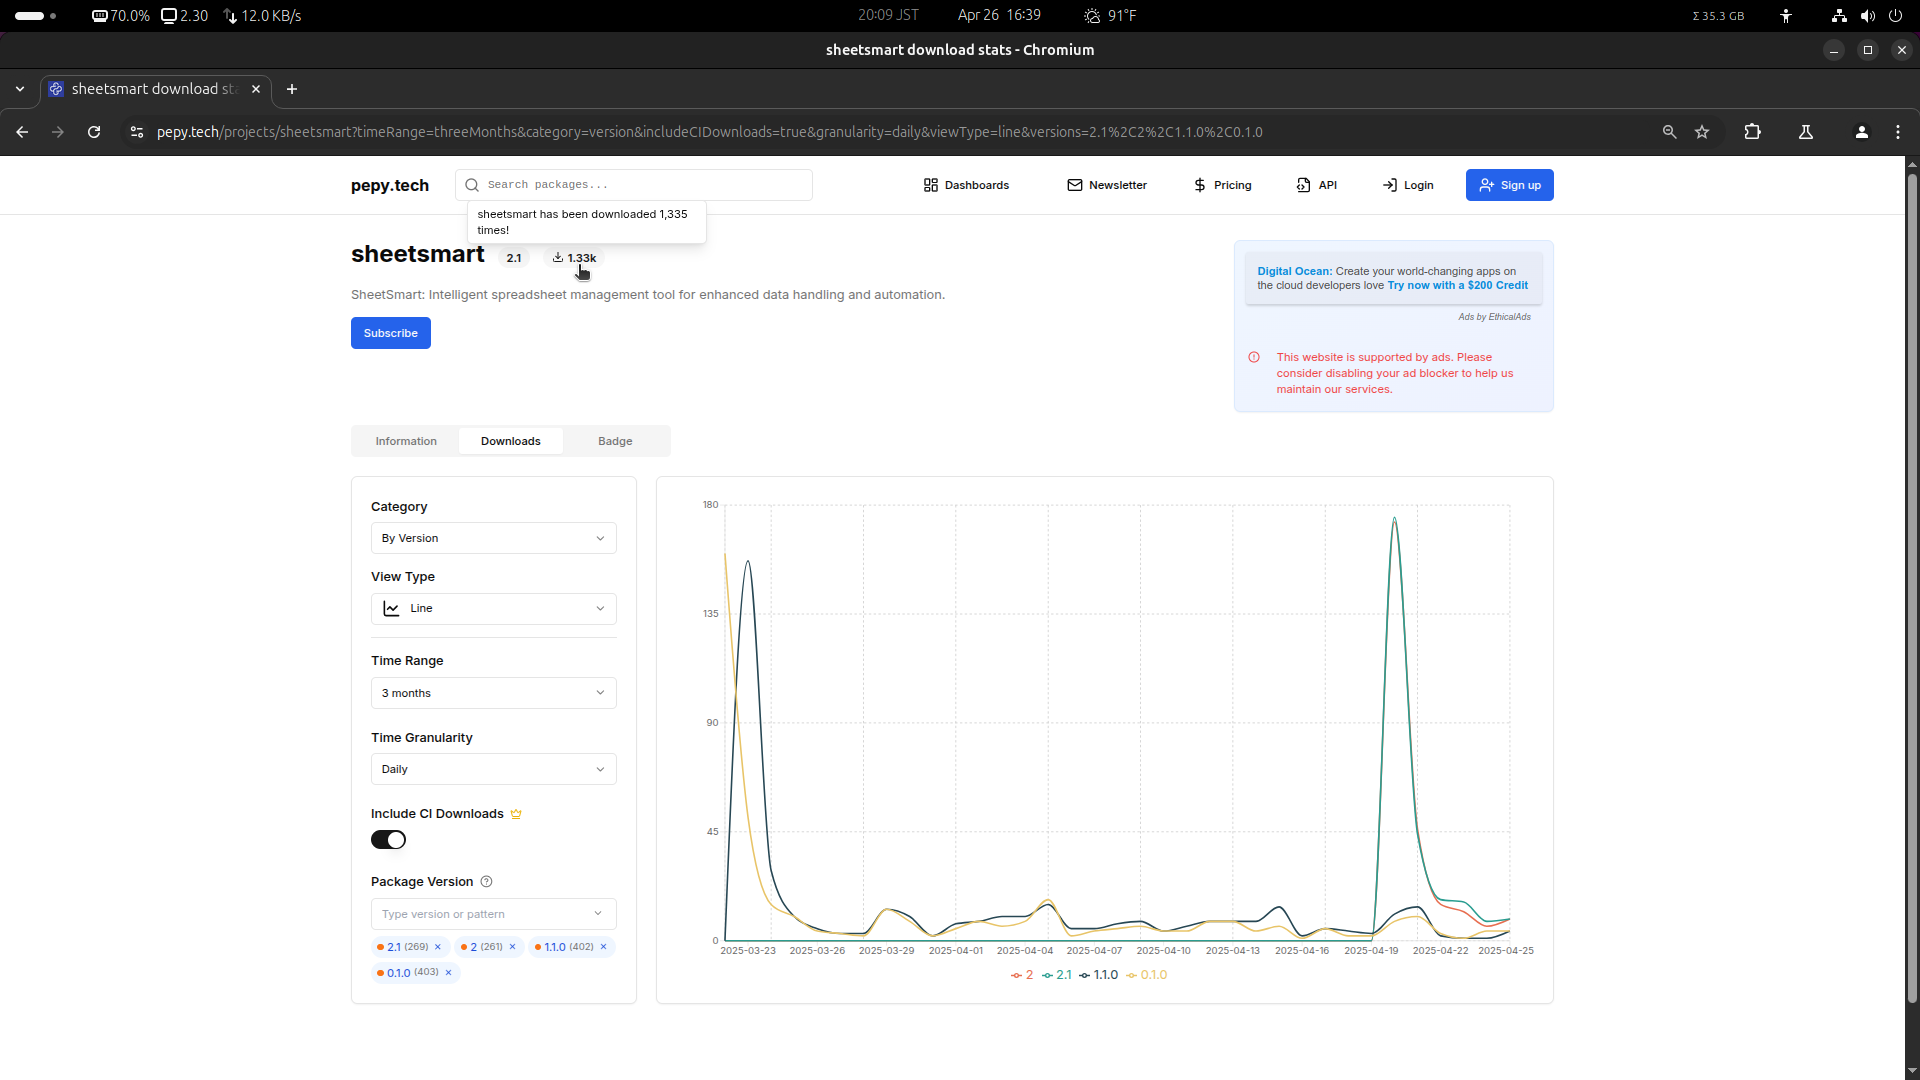 70.0% 2.30 12.0 KB/s 20:09 JST Apr 26 16:39 91°F Σ 35.3 GB
sheetsmart download stats - Chromium
sheetsmart download sta
pepy.tech/projects/sheetsmart?timeRange=threeMonths&category=version&includeCIDownloads=true&granularity=daily&viewType=line&versions=2.1%2C2%2C1.1.0%2C0.1.0
pepy.tech Search packages... Dashboards Newsletter Pricing API Login Sign up
sheetsmart has been downloaded 1,335
times!
sheetsmart 2.1 1.33k
SheetSmart: Intelligent spreadsheet management tool for enhanced data handling and automation.
Subscribe
Digital Ocean: Create your world-changing apps on
the cloud developers love Try now with a $200 Credit
Ads by EthicalAds
This website is supported by ads. Please
consider disabling your ad blocker to help us
maintain our services.
Information Downloads Badge
Category
By Version
View Type
Line
Time Range
3 months
Time Granularity
Daily
Include CI Downloads
Package Version
Type version or pattern
2.1 (269) × 2 (261) × 1.1.0 (402) ×
0.1.0 (403) ×
180
135
90
45
0
2025-03-23 2025-03-26 2025-03-29 2025-04-01 2025-04-04 2025-04-07 2025-04-10 2025-04-13 2025-04-16 2025-04-19 2025-04-22 2025-04-25
2 2.1 1.1.0 0.1.0